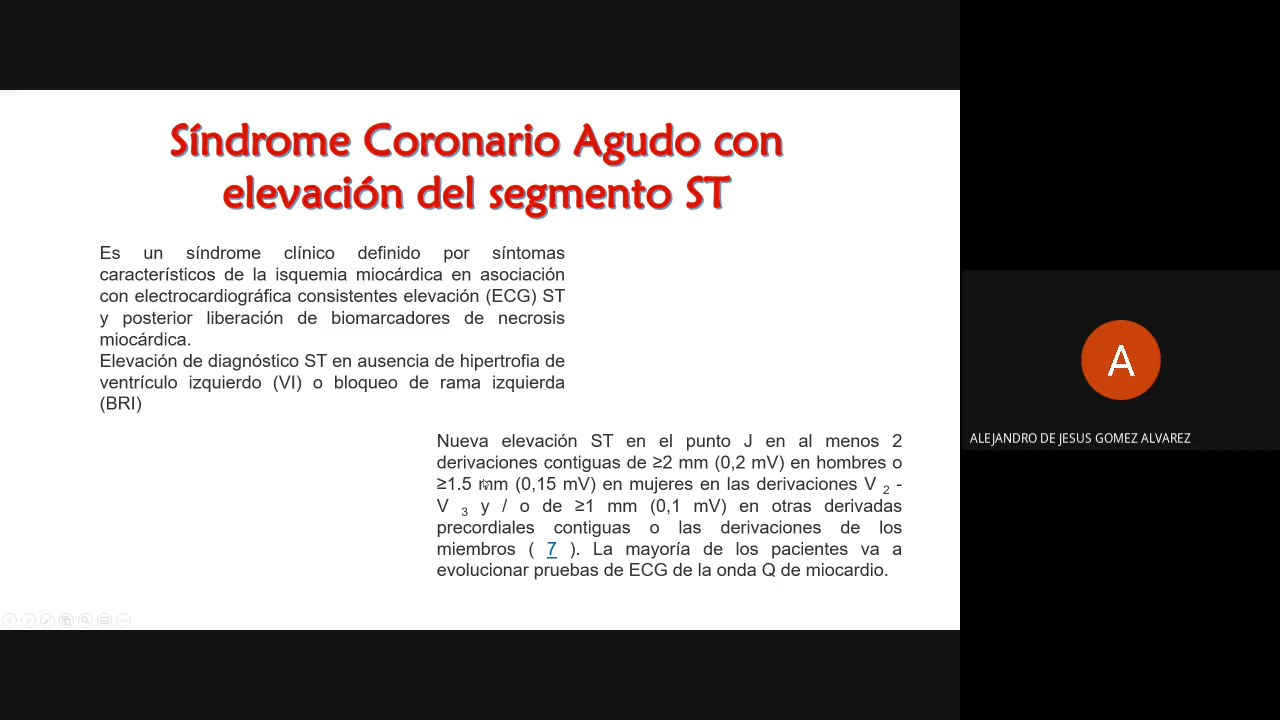 Síndrome Coronario Agudo con
elevación del segmento ST
Es un síndrome clínico definido por síntomas
característicos de la isquemia miocárdica en asociación
con electrocardiográfica consistentes elevación (ECG) ST
y posterior liberación de biomarcadores de necrosis
miocárdica.
Elevación de diagnóstico ST en ausencia de hipertrofia de
ventrículo izquierdo (VI) o bloqueo de rama izquierda
(BRI)
Nueva elevación ST en el punto J en al menos 2
derivaciones contiguas de ≥2 mm (0,2 mV) en hombres o
≥1.5 mm (0,15 mV) en mujeres en las derivaciones V 2 -
V 3 y / o de ≥1 mm (0,1 mV) en otras derivadas
precordiales contiguas o las derivaciones de los
miembros ( 7 ). La mayoría de los pacientes va a
evolucionar pruebas de ECG de la onda Q de miocardio.
A
ALEJANDRO DE JESUS GOMEZ ALVAREZ